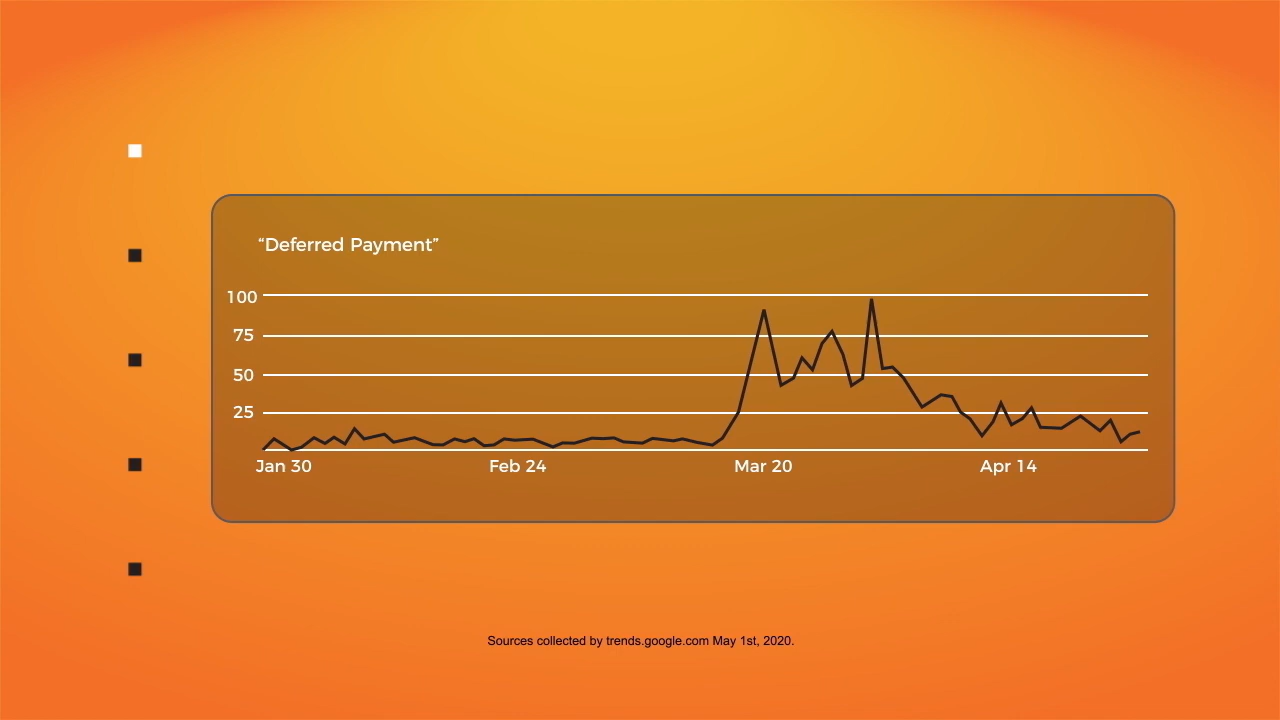 “Deferred Payment”
100
75
50
25
Jan 30 Feb 24 Mar 20 Apr 14
Sources collected by trends.google.com May 1st, 2020.